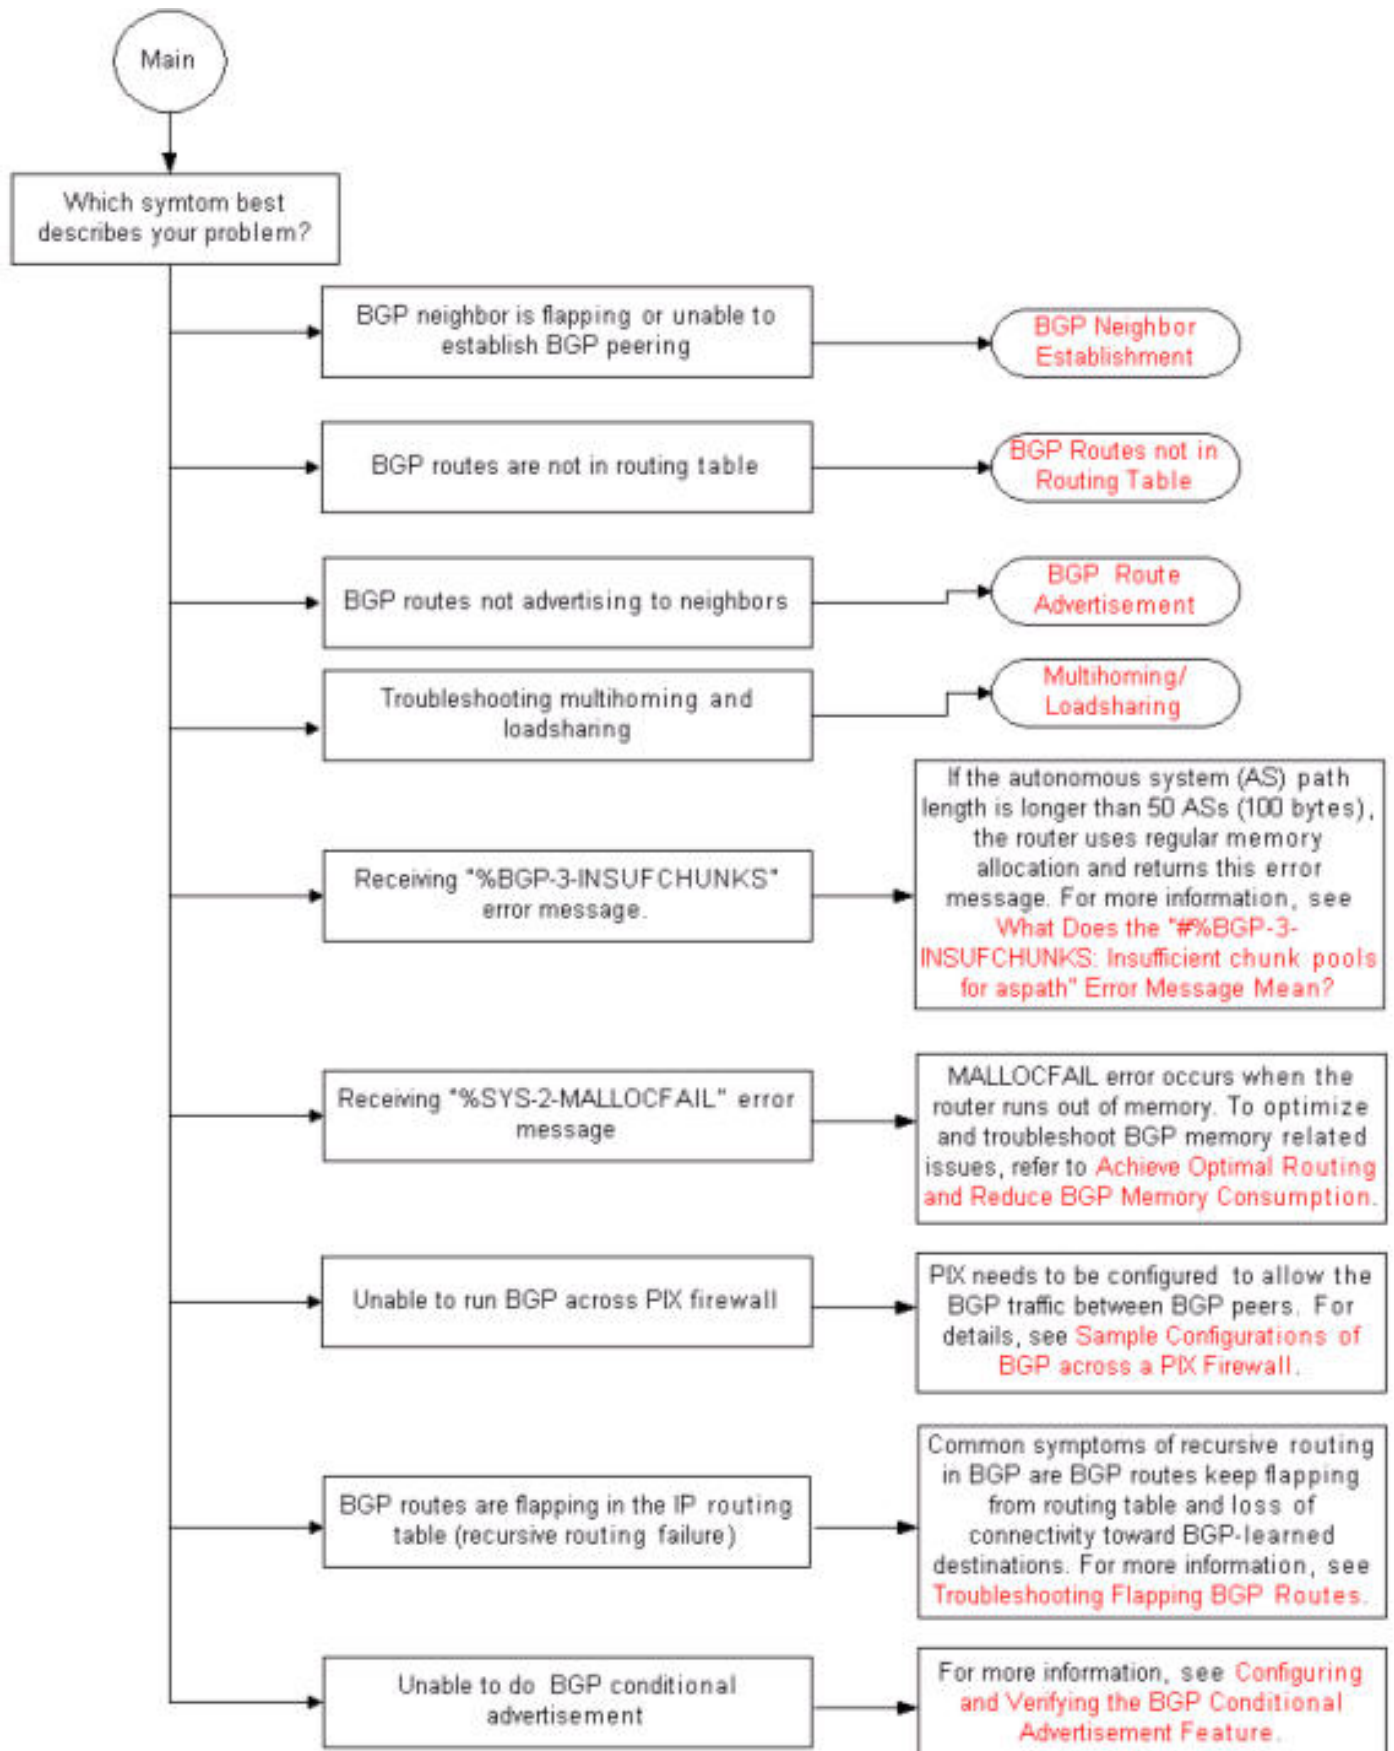 Main
Which symtom best
describes your problem?
BGP neighbor is flapping or unable to
establish BGP peering
BGP Neighbor
Establishment
BGP routes are not in routing table
BGP Routes not in
Routing Table
BGP routes not advertising to neighbors
BGP Route
Advertisement
Troubleshooting multihoming and
loadsharing
Multihoming/
Loadsharing
Receiving "%BGP-3-INSUFCHUNKS"
error message.
If the autonomous system (AS) path
length is longer than 50 ASs (100 bytes),
the router uses regular memory
allocation and returns this error
message. For more information, see
What Does the "#%BGP-3-
INSUFCHUNKS: Insufficient chunk pools
for aspath" Error Message Mean?
Receiving "%SYS-2-MALLOCFAIL" error
message
MALLOCFAIL error occurs when the
router runs out of memory. To optimize
and troubleshoot BGP memory related
issues, refer to Achieve Optimal Routing
and Reduce BGP Memory Consumption.
Unable to run BGP across PIX firewall
PIX needs to be configured to allow the
BGP traffic between BGP peers. For
details, see Sample Configurations of
BGP across a PIX Firewall.
BGP routes are flapping in the IP routing
table (recursive routing failure)
Common symptoms of recursive routing
in BGP are BGP routes keep flapping
from routing table and loss of
connectivity toward BGP-learned
destinations. For more information, see
Troubleshooting Flapping BGP Routes.
Unable to do BGP conditional
advertisement
For more information, see Configuring
and Verifying the BGP Conditional
Advertisement Feature.